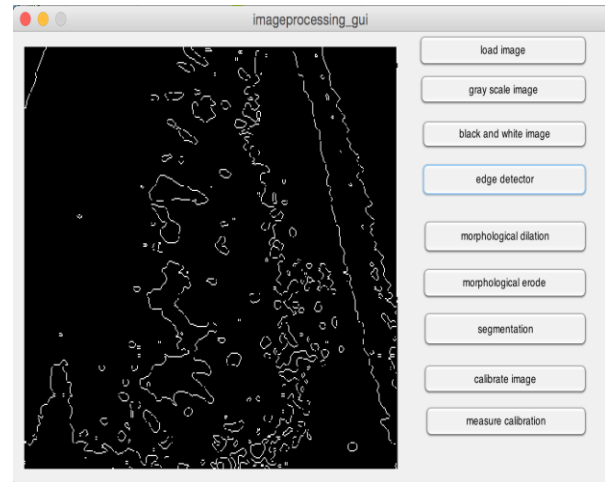 imageprocessing_gui
load image
gray scale image
black and white image
edge detector
morphological dilation
morphological erode
segmentation
calibrate image
measure calibration